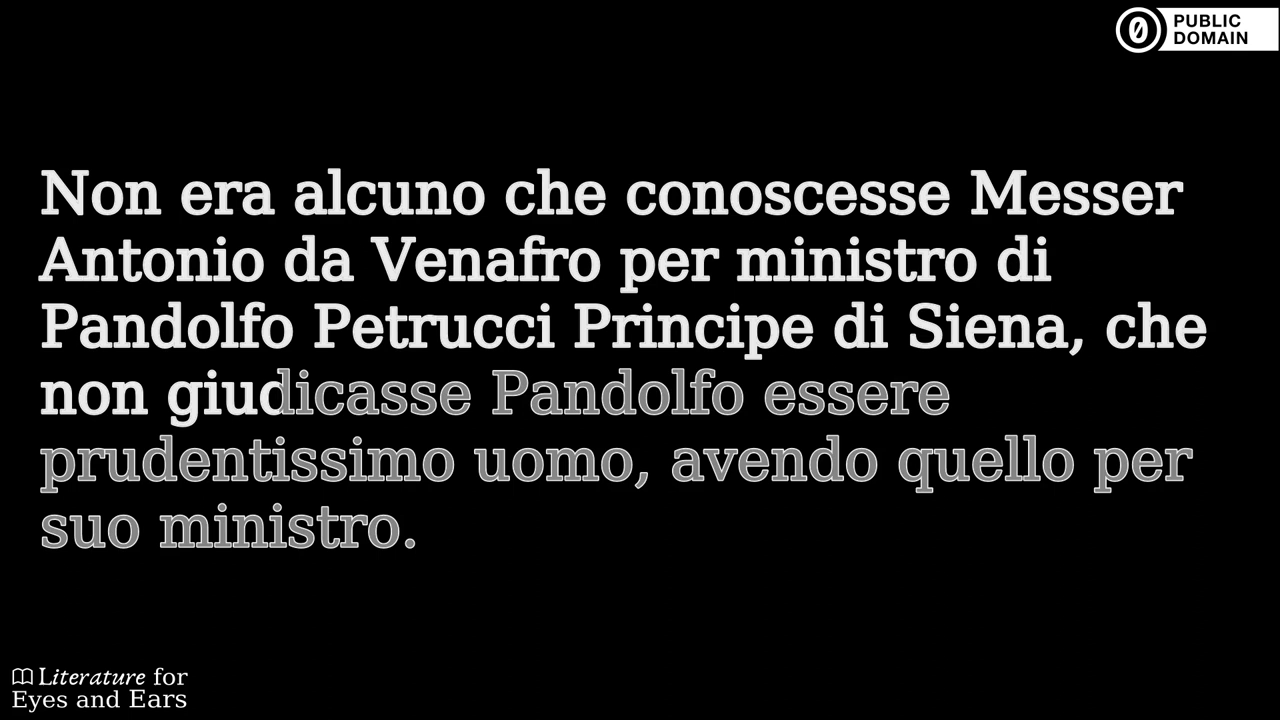 PUBLIC
DOMAIN
Non era alcuno che conoscesse Messer
Antonio da Venafro per ministro di
Pandolfo Petrucci Principe di Siena, che
non giudicasse Pandolfo essere
prudentissimo uomo, avendo quello per
suo ministro.
Literature for
Eyes and Ears